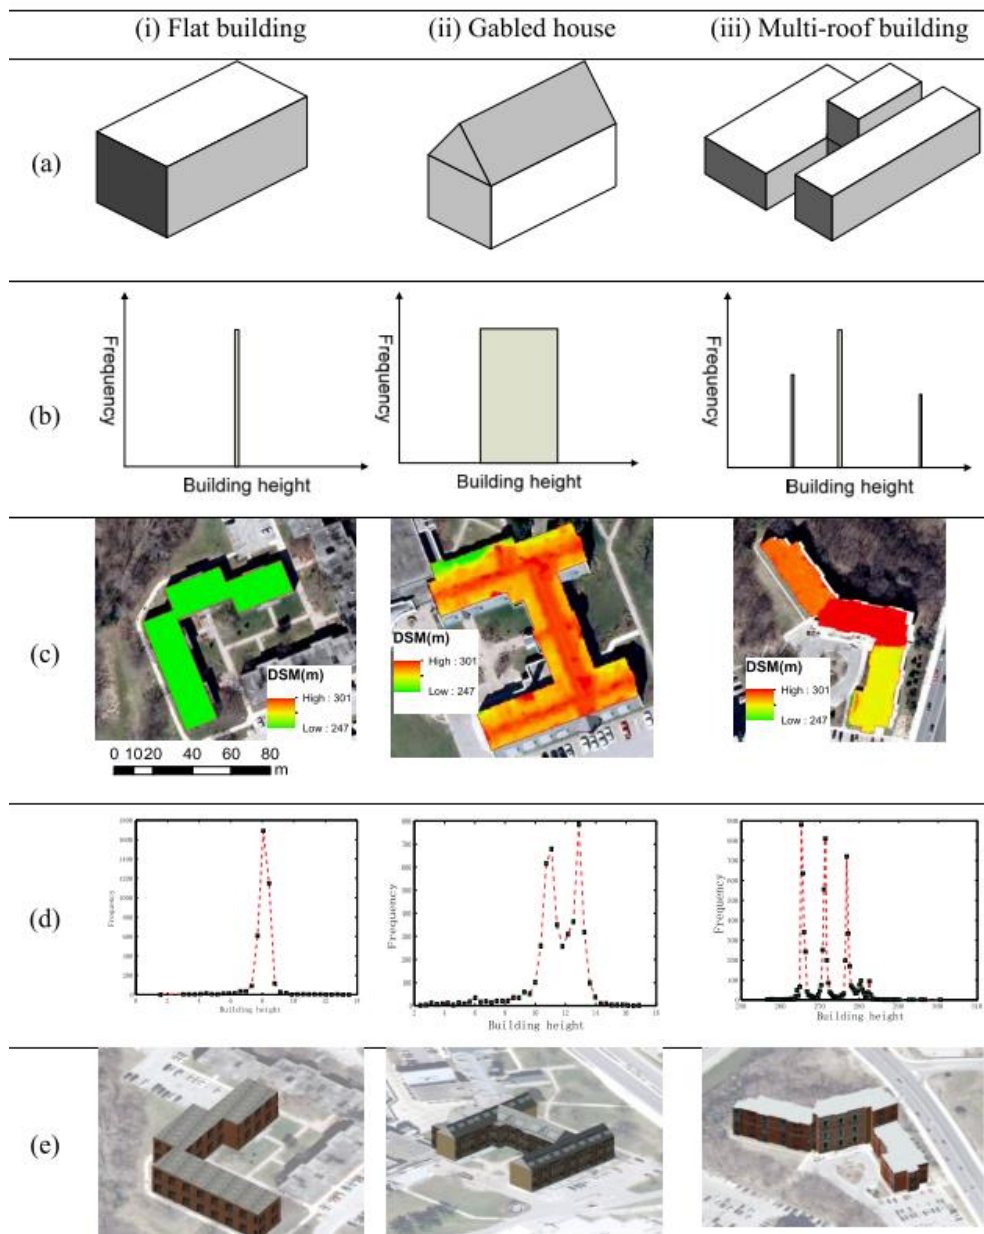 (i) Flat building
(ii) Gabled house
(iii) Multi-roof building
(a)
(b)
Frequency
Building height
Frequency
Building height
Frequency
Building height
(c)
DSM(m)
High : 301
Low : 247
0 1020 40 60 80
m
DSM(m)
High : 301
Low : 247
DSM(m)
High : 301
Low : 247
(d)
Frequency
Building height
Frequency
Building height
Frequency
Building height
(e)